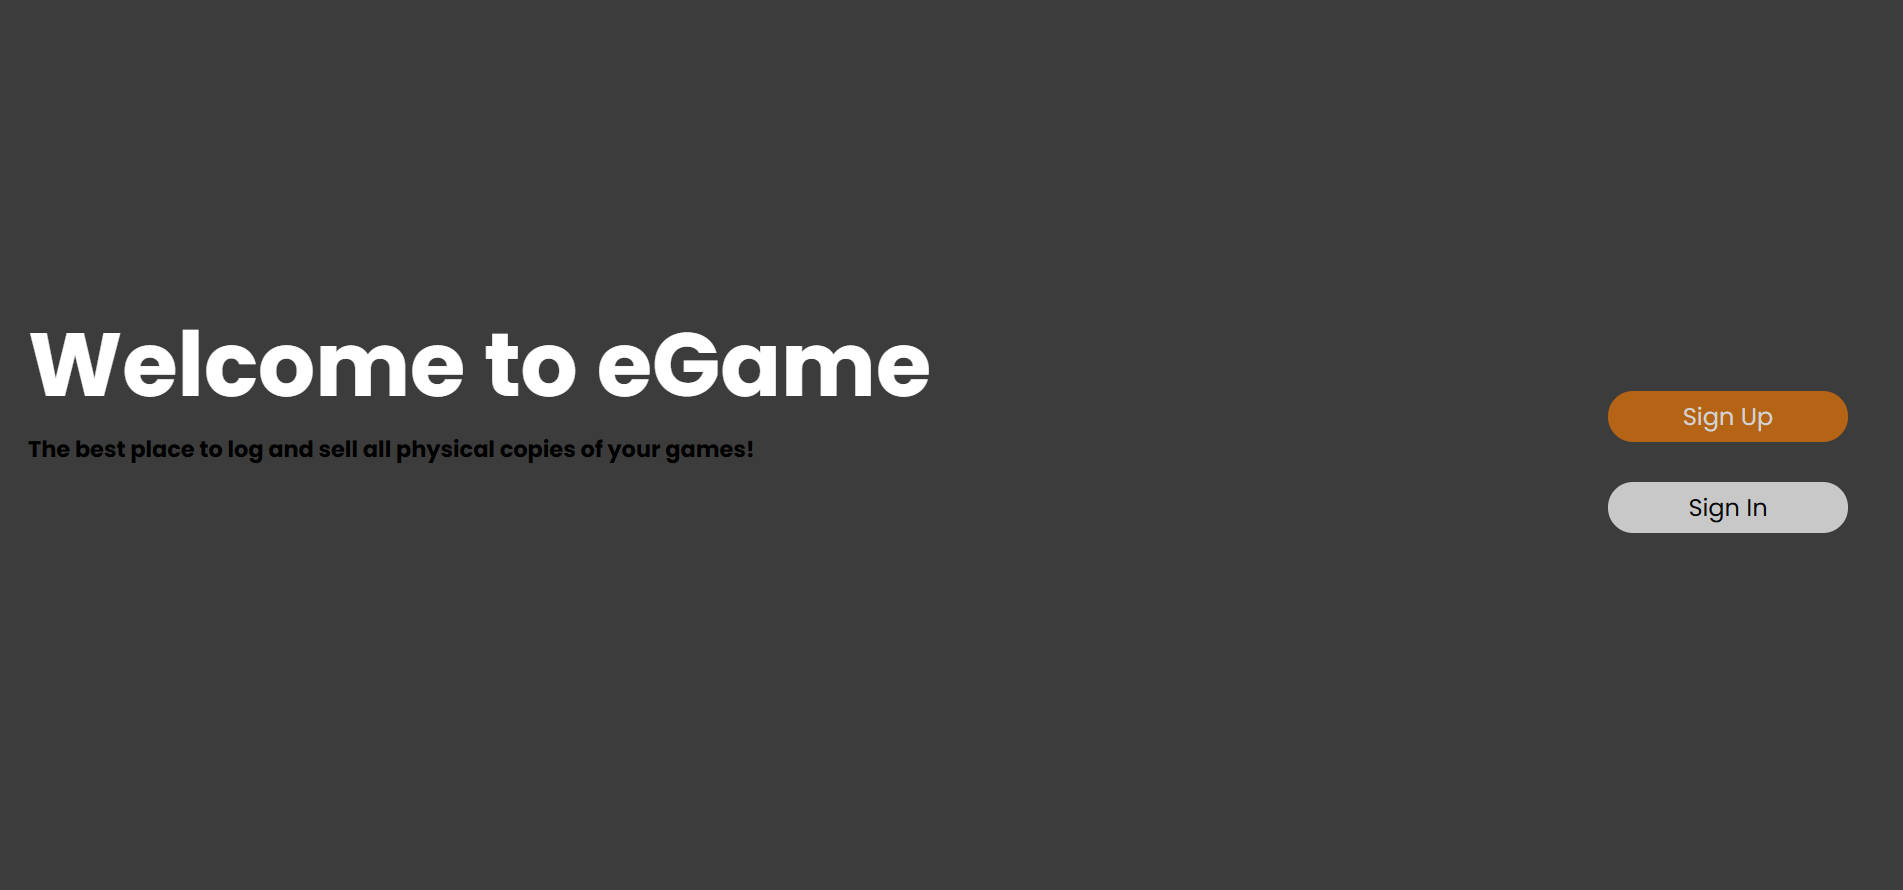 Welcome to eGame
The best place to log and sell all physical copies of your games!
Sign Up
Sign In